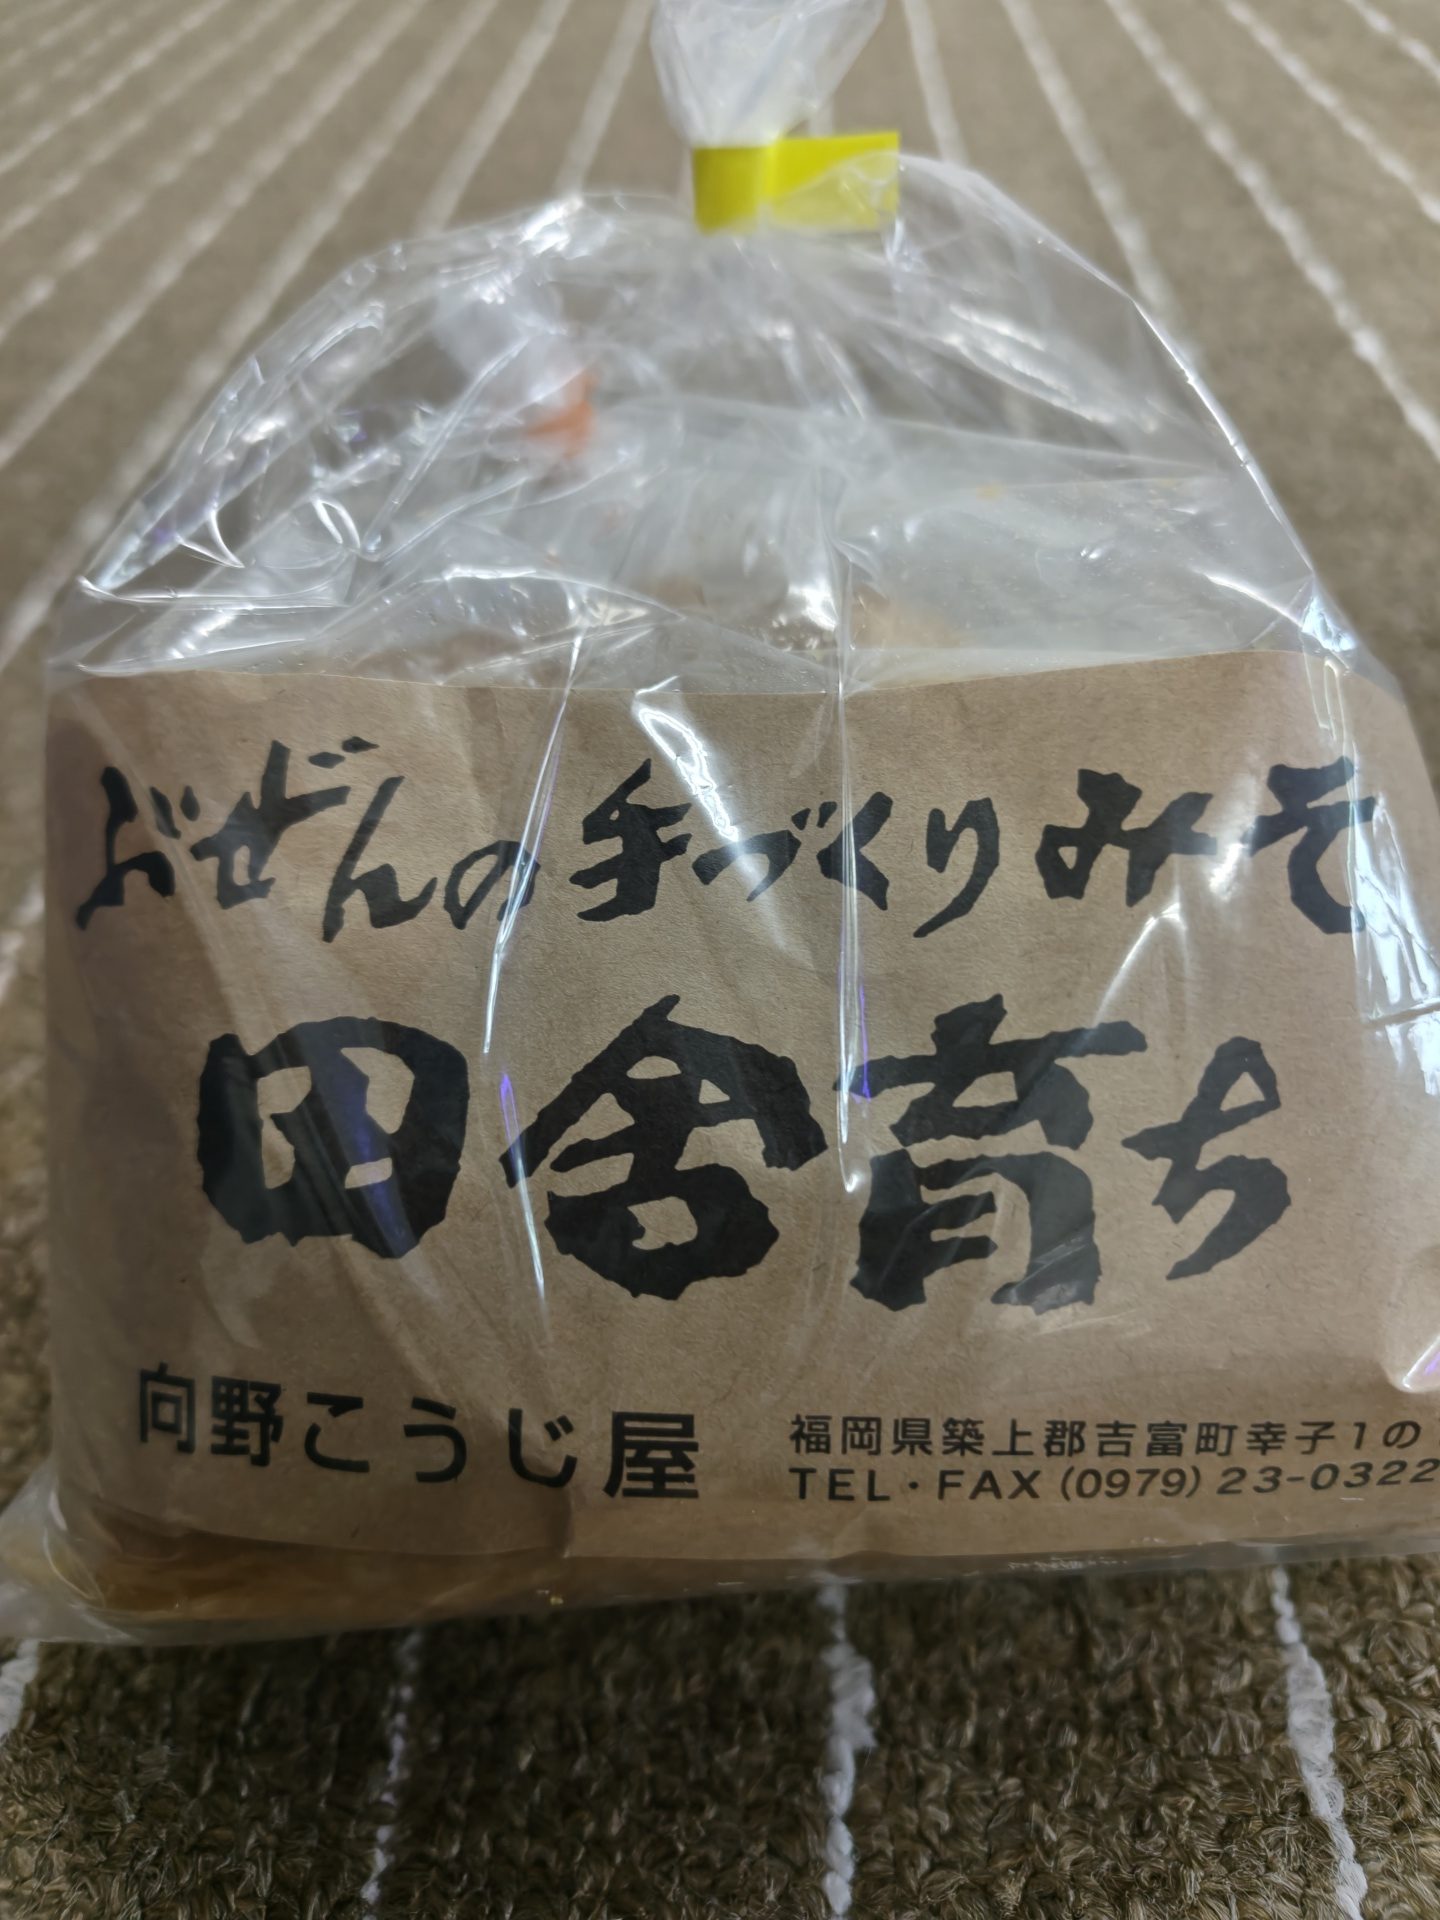 ぶぜんの手づくりみそ
田舎育ち
向野こうじ屋
福岡県築上郡吉富町幸子1の
TEL・FAX(0979)23-0322